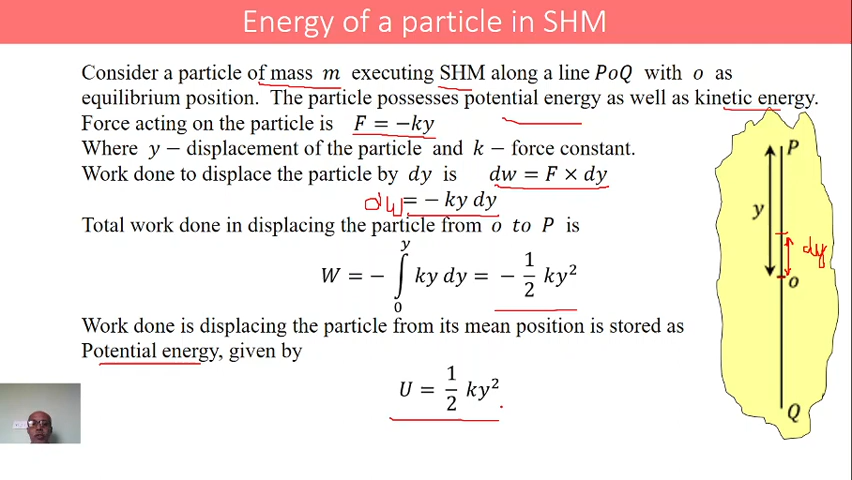 Energy of a particle in SHM
Consider a particle of mass m executing SHM along a line PoQ with o as
equilibrium position. The particle possesses potential energy as well as kinetic energy.
Force acting on the particle is F = −ky
Where y − displacement of the particle and k − force constant.
Work done to displace the particle by dy is dw = F × dy
dW = − ky dy
Total work done in displacing the particle from o to P is
W = − ∫₀ʸ ky dy = − 1/2 ky²
Work done is displacing the particle from its mean position is stored as
Potential energy, given by
U = 1/2 ky²
P
y
dy
o
Q